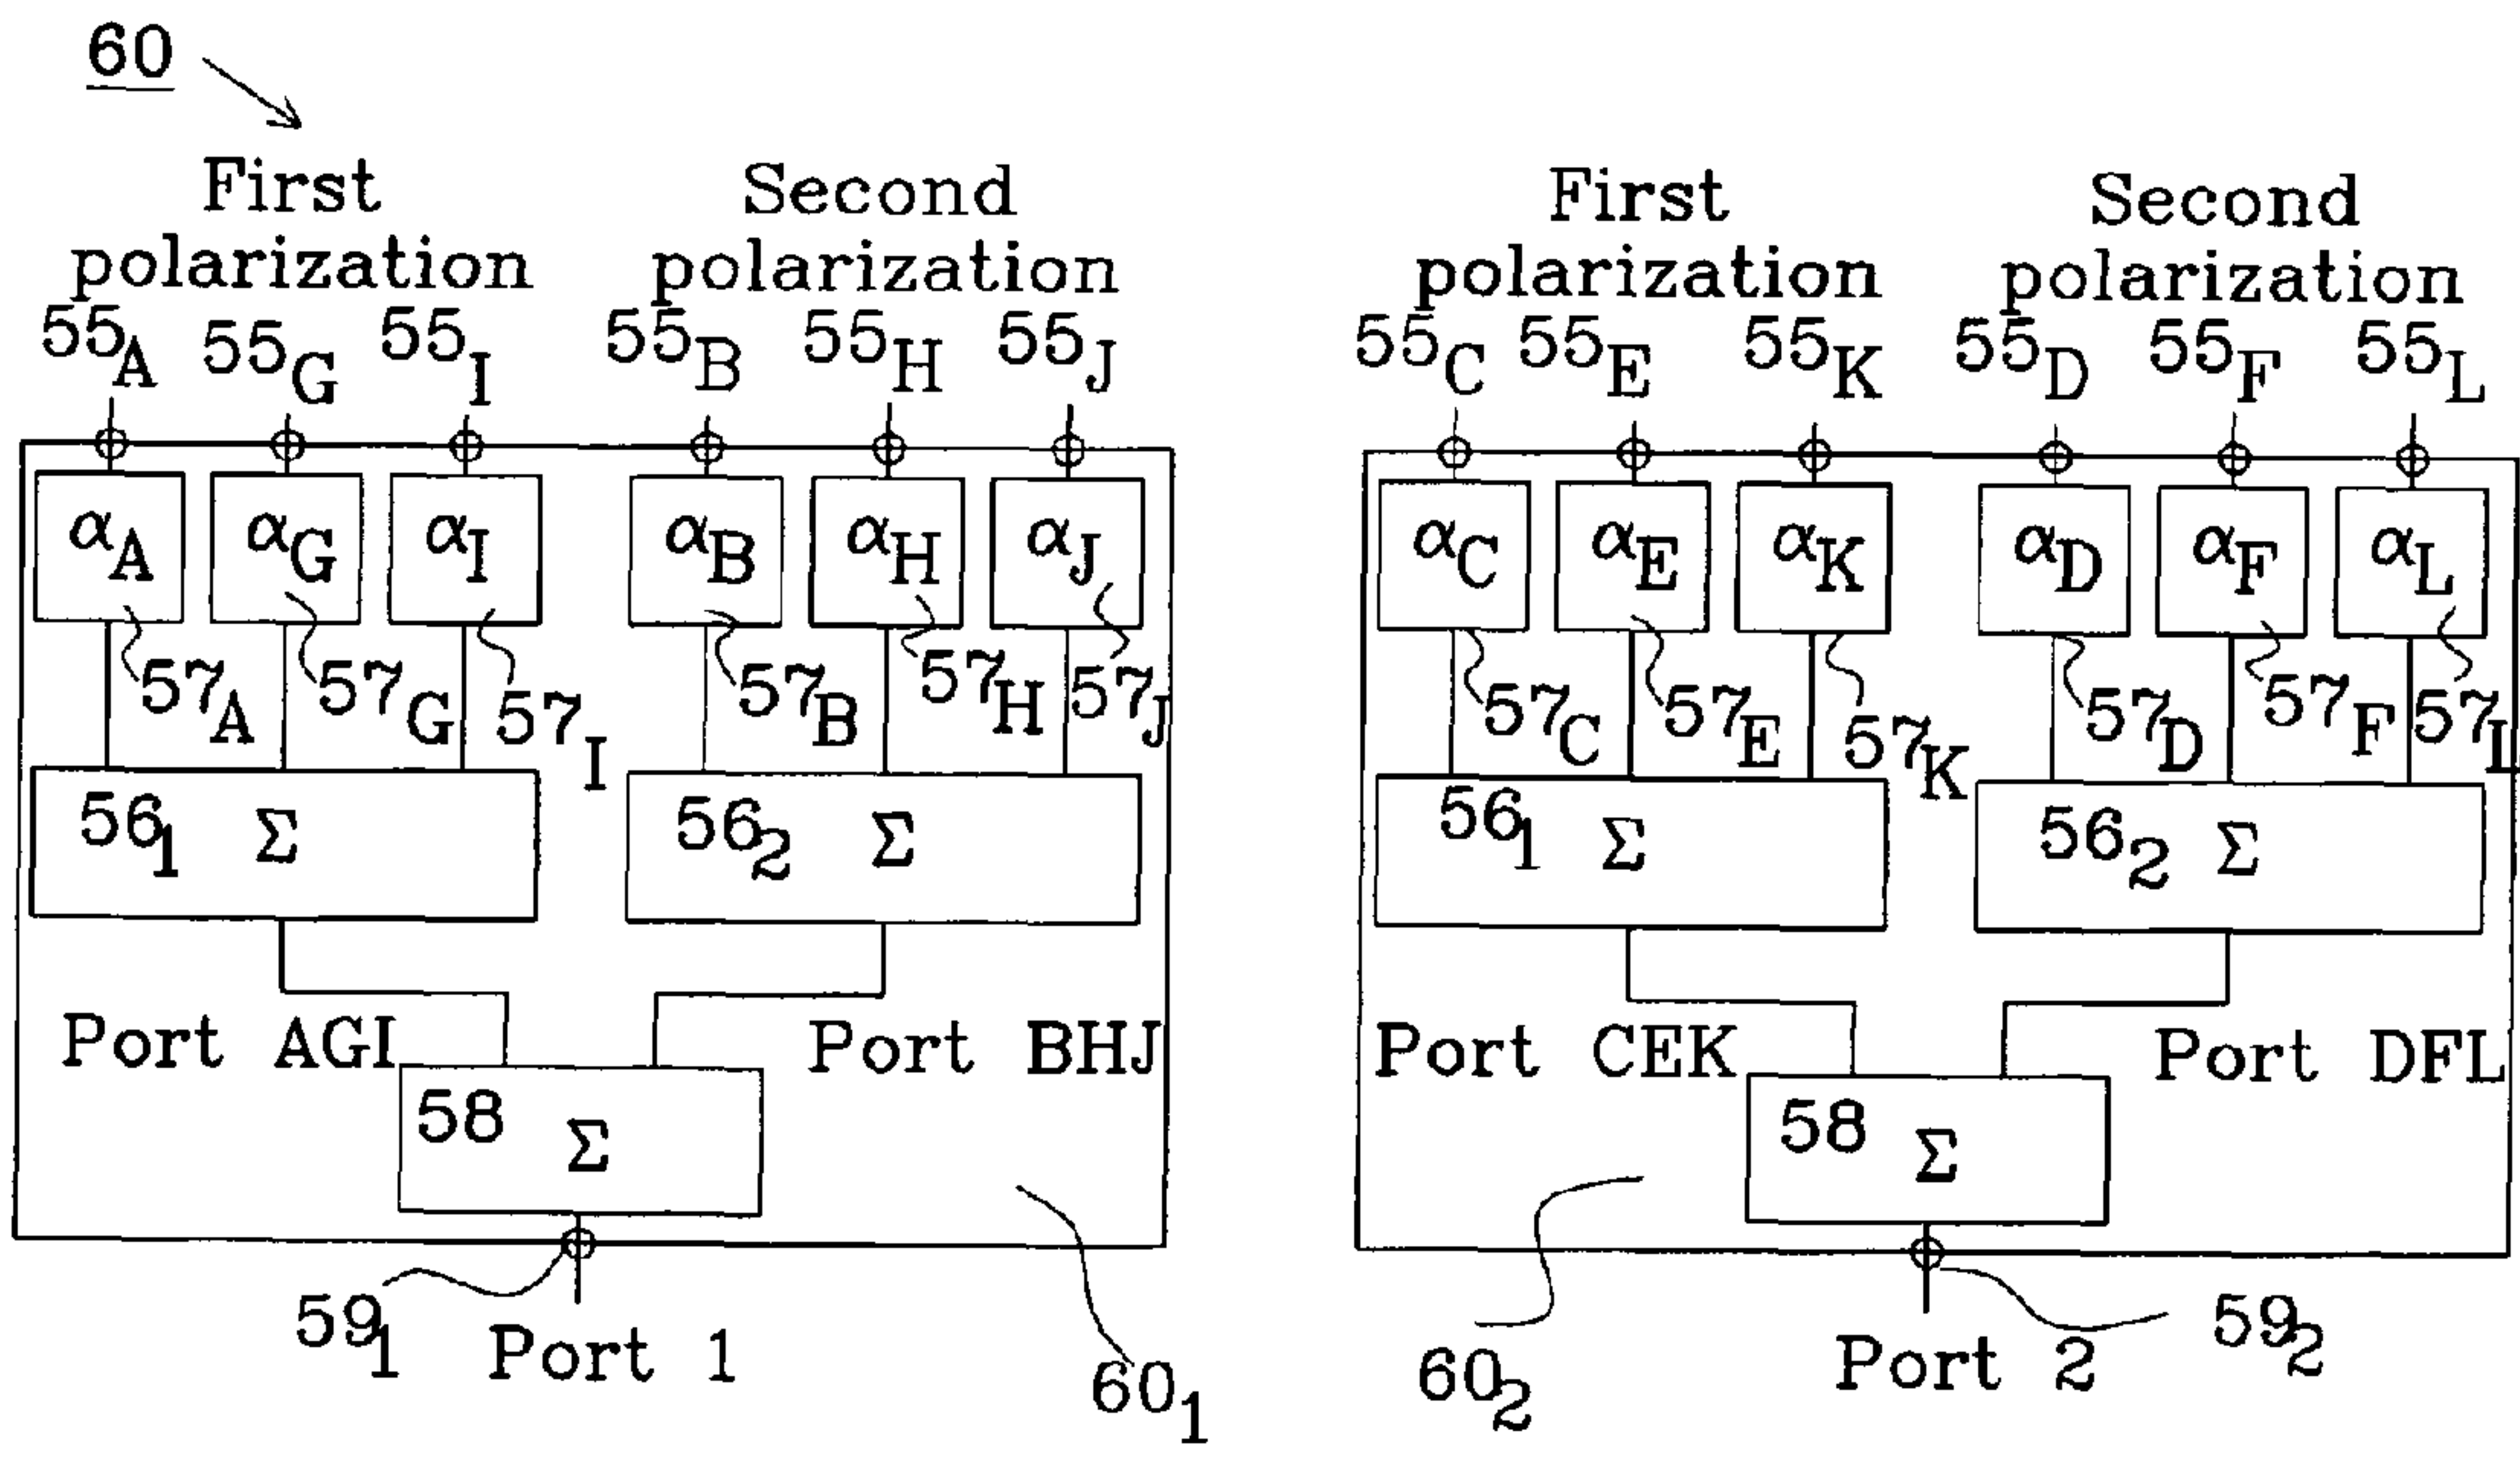 60
First
polarization
Second
polarization
First
polarization
Second
polarization
55A 55G 55I 55B 55H 55J 55C 55E 55K 55D 55F 55L
αA αG αI αB αH αJ αC αE αK αD αF αL
57A 57G 57I 57B 57H 57J 57C 57E 57K 57D 57F 57L
561 Σ 562 Σ 561 Σ 562 Σ
Port AGI Port BHJ Port CEK Port DFL
58 Σ 58 Σ
591 Port 1 601 602 Port 2 592